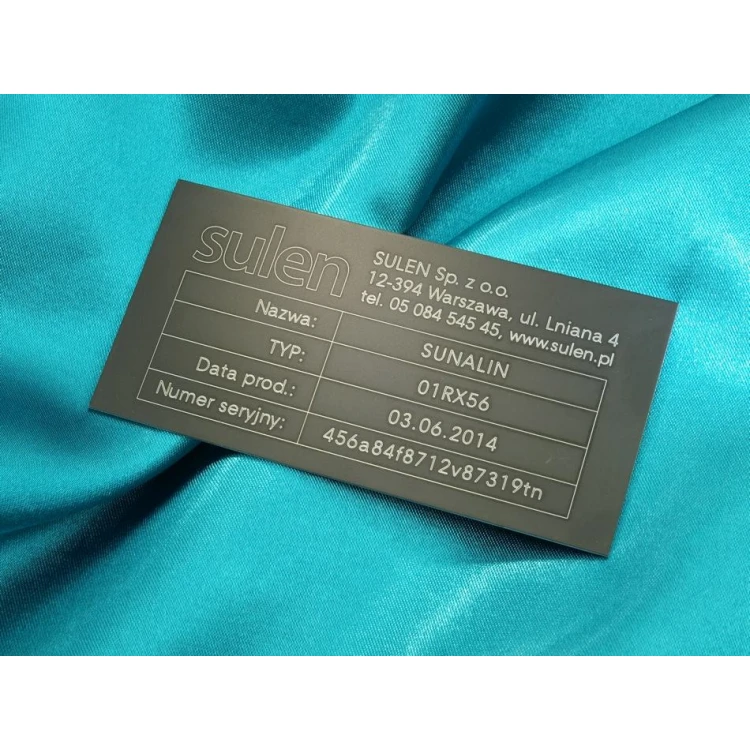 sulen
SULEN Sp. z o.o.
12-394 Warszawa, ul. Lniana 4
tel. 05 084 545 45, www.sulen.pl
Nazwa: SUNALIN
TYP: 01RX56
Data prod.: 03.06.2014
Numer seryjny: 456a84f8712v87319tn